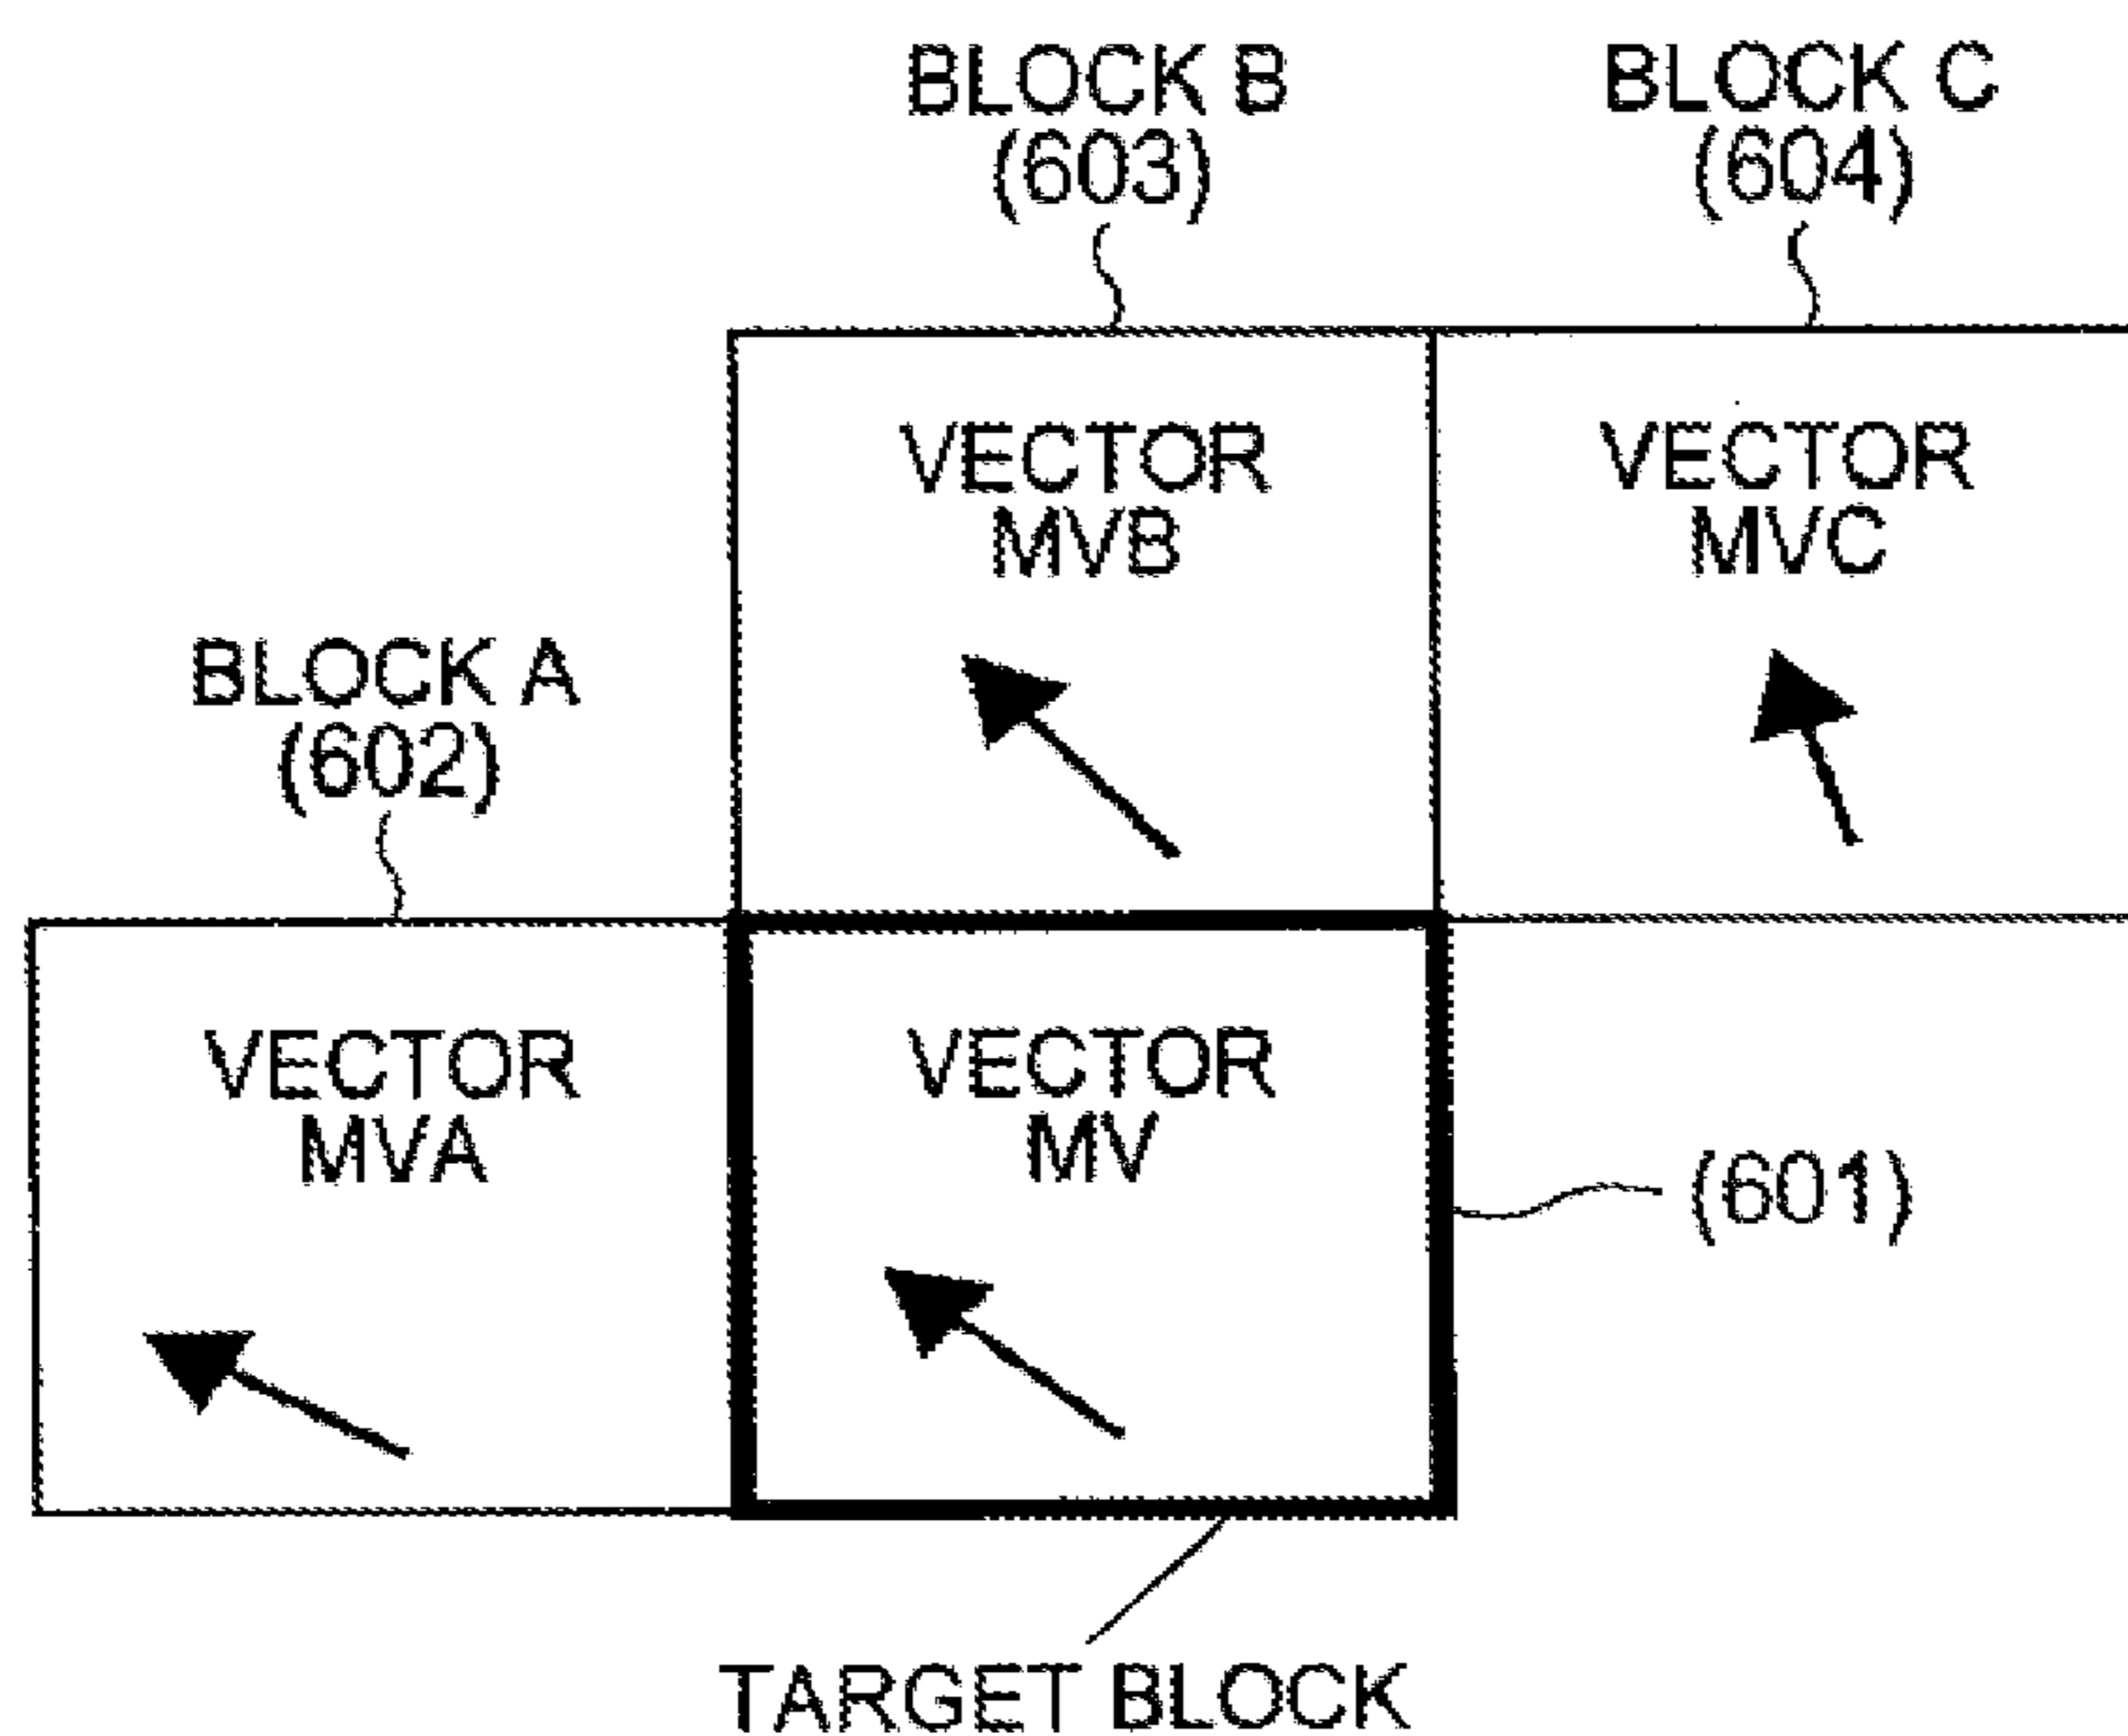 BLOCK B
(603)
BLOCK C
(604)
VECTOR
MVB
VECTOR
MVC
BLOCK A
(602)
VECTOR
MVA
VECTOR
MV
(601)
TARGET BLOCK